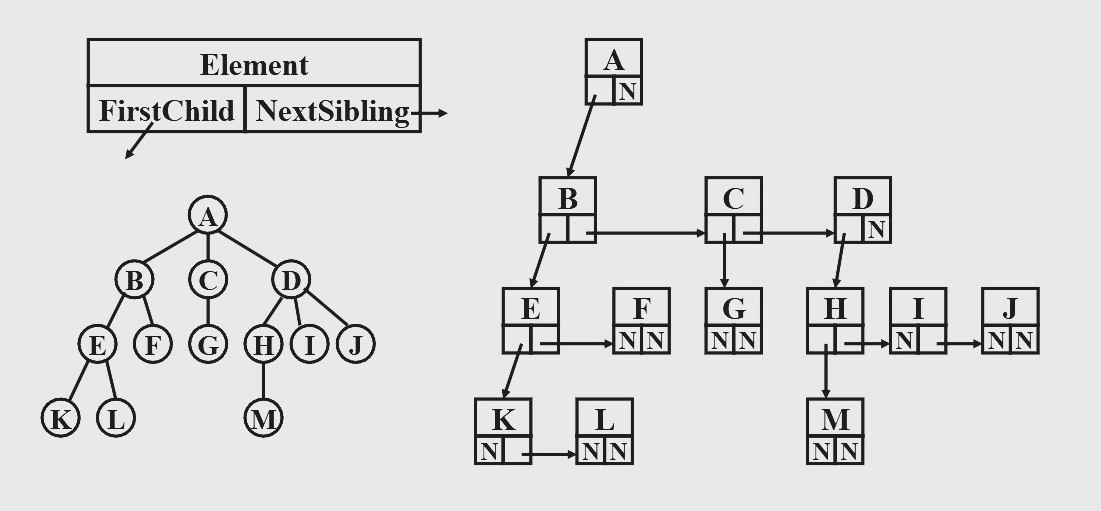 Element
FirstChild NextSibling
A
N
B C D
N
A
B C D
E F G H I J
N N N N N N N
E F G H I J
K L M
N N N N N
K L M